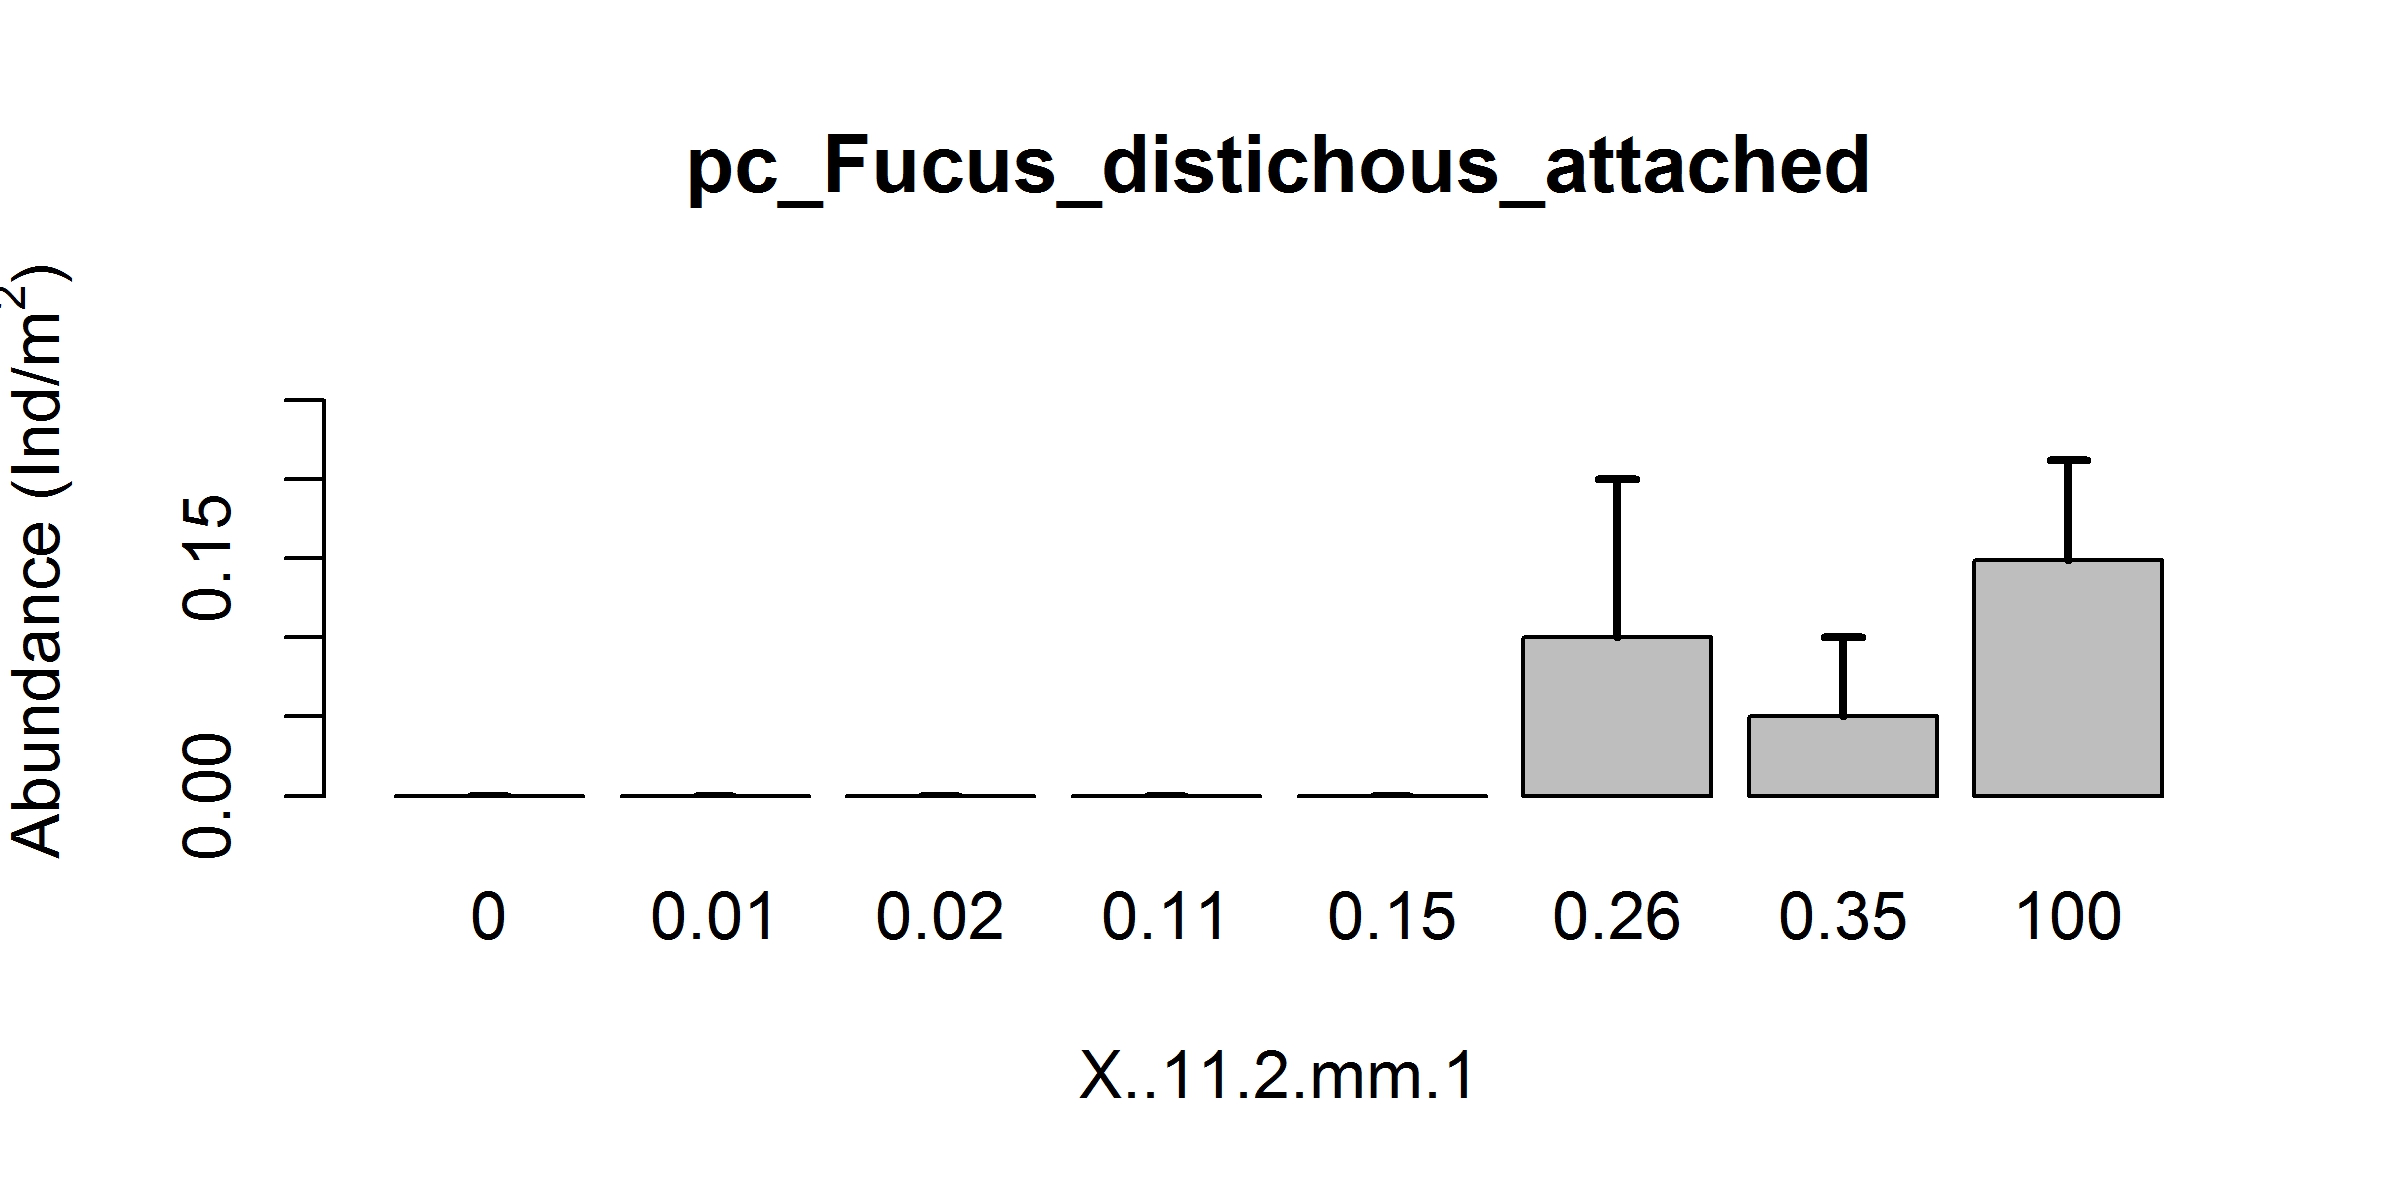 pc_Fucus_distichous_attached
Abundance (Ind/m²)
0.15
0.00
0 0.01 0.02 0.11 0.15 0.26 0.35 100
X..11.2.mm.1